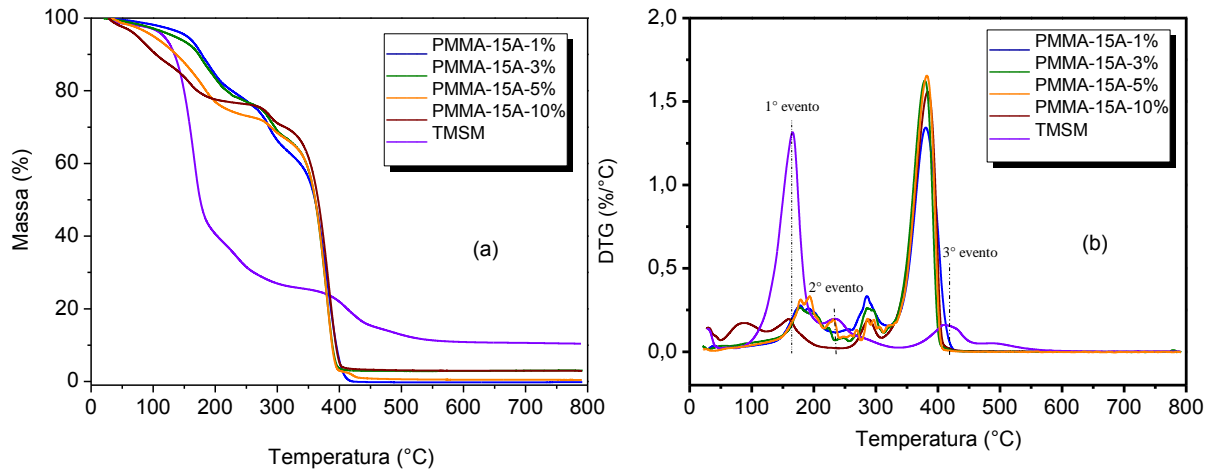 100
80
60
40
20
0
Massa (%)
0 100 200 300 400 500 600 700 800
Temperatura (°C)
PMMA-15A-1%
PMMA-15A-3%
PMMA-15A-5%
PMMA-15A-10%
TMSM
(a)
2,0
1,5
1,0
0,5
0,0
DTG (%/°C)
0 100 200 300 400 500 600 700 800
Temperatura (°C)
PMMA-15A-1%
PMMA-15A-3%
PMMA-15A-5%
PMMA-15A-10%
TMSM
1° evento
2° evento
3° evento
(b)